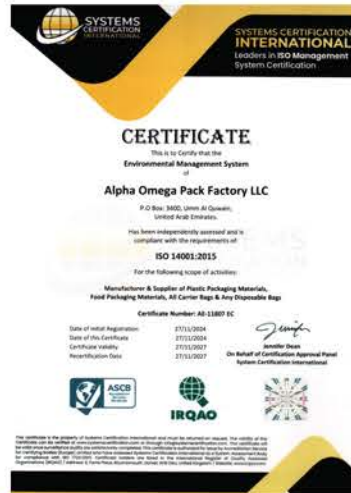 SYSTEMS
CERTIFICATION
INTERNATIONAL
SYSTEMS CERTIFICATION
INTERNATIONAL
Leaders in ISO Management
System Certification
CERTIFICATE
This is to Certify that the
Environmental Management System
of
Alpha Omega Pack Factory LLC
P.O Box: 3400, Umm Al Quwain,
United Arab Emirates.
Has been independently assessed and is
compliant with the requirements of:
ISO 14001:2015
For the following scope of activities:
Manufacturer & Supplier of Plastic Packaging Materials,
Food Packaging Materials, All Carrier Bags & Any Disposable Bags
Certificate Number: AE-11807 EC
Date of Initial Registration 27/11/2024
Date of this Certificate 27/11/2024
Certificate Validity 27/11/2027
Recertification Date 27/11/2027
Jennifer Dean
On Behalf of Certification Approval Panel
System Certification International
ASCB
IRQAO